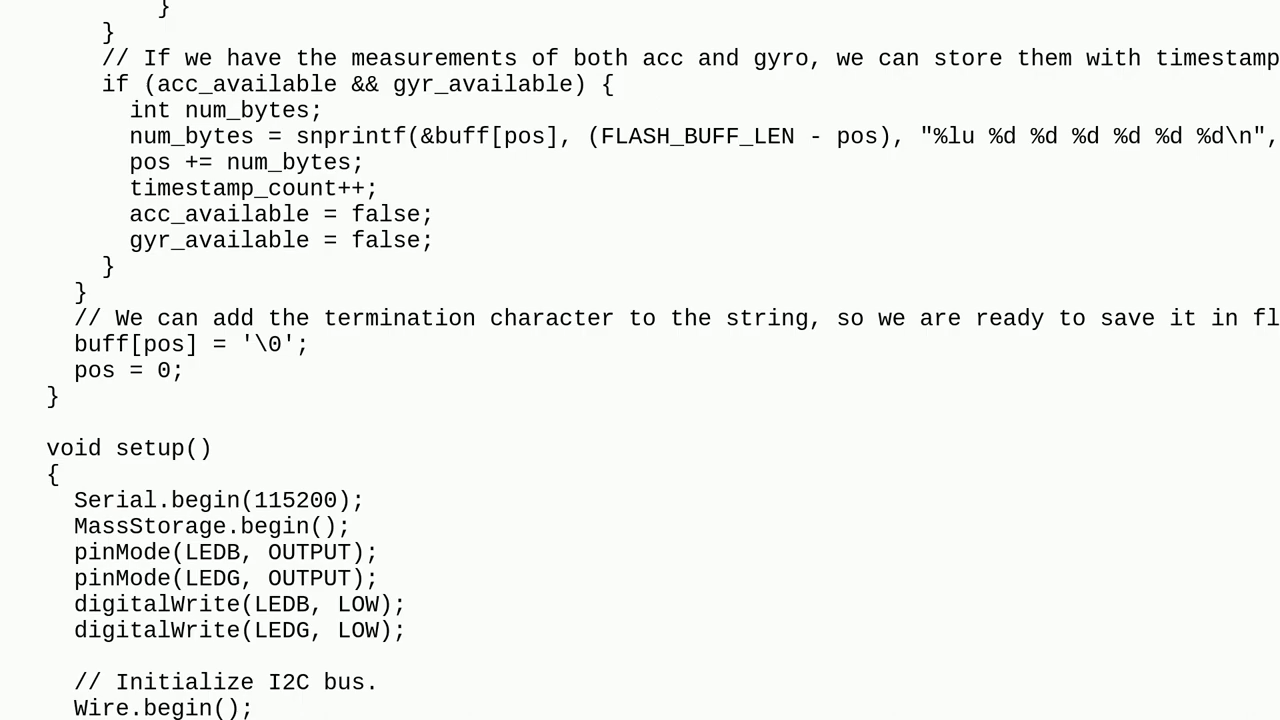 }
}
// If we have the measurements of both acc and gyro, we can store them with timestamp
if (acc_available && gyr_available) {
int num_bytes;
num_bytes = snprintf(&buff[pos], (FLASH_BUFF_LEN - pos), "%lu %d %d %d %d %d %d\n",
pos += num_bytes;
timestamp_count++;
acc_available = false;
gyr_available = false;
}
}
// We can add the termination character to the string, so we are ready to save it in fl
buff[pos] = '\0';
pos = 0;
}
void setup()
{
Serial.begin(115200);
MassStorage.begin();
pinMode(LEDB, OUTPUT);
pinMode(LEDG, OUTPUT);
digitalWrite(LEDB, LOW);
digitalWrite(LEDG, LOW);
// Initialize I2C bus.
Wire.begin();